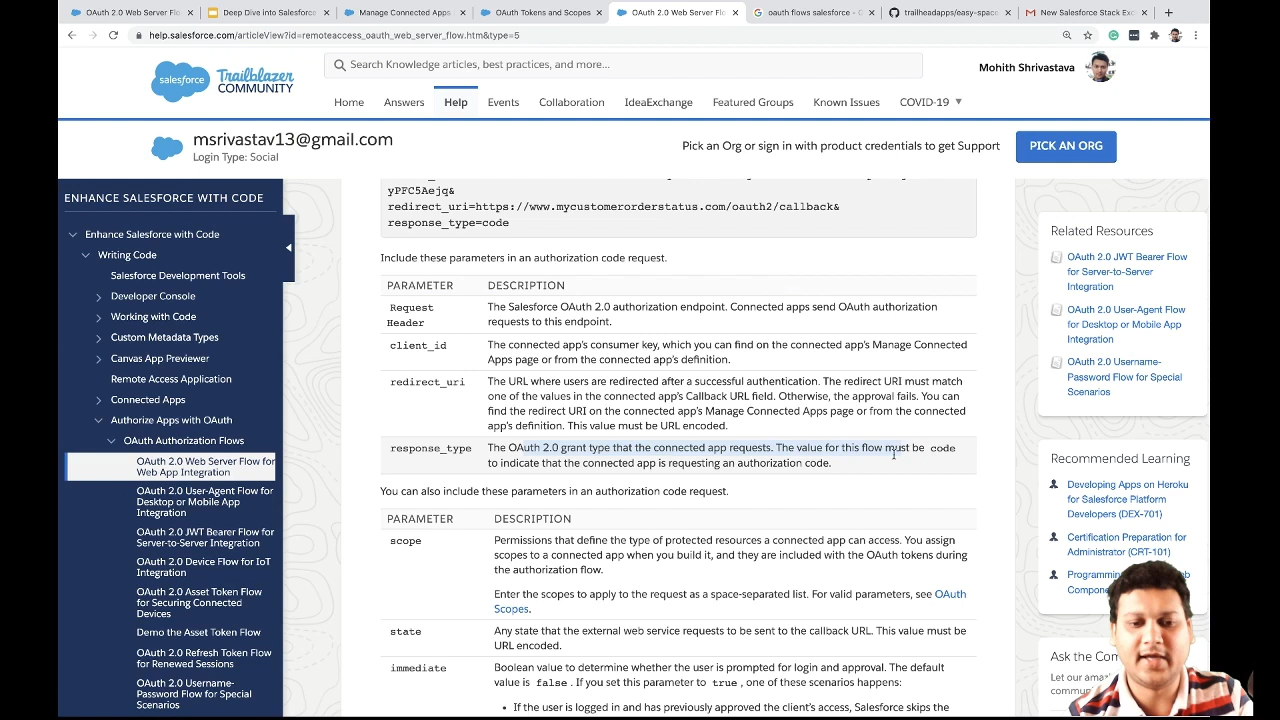 OAuth 2.0 Web Server Flo
Deep Dive into Salesforce
Manage Connected Apps
OAuth Tokens and Scopes
OAuth 2.0 Web Server Flo
oauth flows salesforce -
trailheadapps/easy-space
New Salesforce Stack Exc
help.salesforce.com/articleView?id=remoteaccess_oauth_web_server_flow.htm&type=5
salesforce
Trailblazer
COMMUNITY
Search Knowledge articles, best practices, and more...
Mohith Shrivastava
Home Answers Help Events Collaboration IdeaExchange Featured Groups Known Issues COVID-19
msrivastav13@gmail.com
Login Type: Social
Pick an Org or sign in with product credentials to get Support
PICK AN ORG
ENHANCE SALESFORCE WITH CODE
Enhance Salesforce with Code
Writing Code
Salesforce Development Tools
Developer Console
Working with Code
Custom Metadata Types
Canvas App Previewer
Remote Access Application
Connected Apps
Authorize Apps with OAuth
OAuth Authorization Flows
OAuth 2.0 Web Server Flow for
Web App Integration
OAuth 2.0 User-Agent Flow for
Desktop or Mobile App
Integration
OAuth 2.0 JWT Bearer Flow for
Server-to-Server Integration
OAuth 2.0 Device Flow for IoT
Integration
OAuth 2.0 Asset Token Flow
for Securing Connected
Devices
Demo the Asset Token Flow
OAuth 2.0 Refresh Token Flow
for Renewed Sessions
OAuth 2.0 Username-
Password Flow for Special
Scenarios
yPFC5Aejq&
redirect_uri=https://www.mycustomerorderstatus.com/oauth2/callback&
response_type=code
Include these parameters in an authorization code request.
PARAMETER DESCRIPTION
Request
Header
The Salesforce OAuth 2.0 authorization endpoint. Connected apps send OAuth authorization
requests to this endpoint.
client_id
The connected app's consumer key, which you can find on the connected app's Manage Connected
Apps page or from the connected app's definition.
redirect_uri
The URL where users are redirected after a successful authentication. The redirect URI must match
one of the values in the connected app's Callback URL field. Otherwise, the approval fails. You can
find the redirect URI on the connected app's Manage Connected Apps page or from the connected
app's definition. This value must be URL encoded.
response_type
The OAuth 2.0 grant type that the connected app requests. The value for this flow must be code
to indicate that the connected app is requesting an authorization code.
You can also include these parameters in an authorization code request.
PARAMETER DESCRIPTION
scope
Permissions that define the type of protected resources a connected app can access. You assign
scopes to a connected app when you build it, and they are included with the OAuth tokens during
the authorization flow.
Enter the scopes to apply to the request as a space-separated list. For valid parameters, see OAuth
Scopes.
state
Any state that the external web service requests to be sent to the callback URL. This value must be
URL encoded.
immediate
Boolean value to determine whether the user is prompted for login and approval. The default
value is false. If you set this parameter to true, one of these scenarios happens:
• If the user is logged in and has previously approved the client's access, Salesforce skips the
Related Resources
OAuth 2.0 JWT Bearer Flow
for Server-to-Server
Integration
OAuth 2.0 User-Agent Flow
for Desktop or Mobile App
Integration
OAuth 2.0 Username-
Password Flow for Special
Scenarios
Recommended Learning
Developing Apps on Heroku
for Salesforce Platform
Developers (DEX-701)
Certification Preparation for
Administrator (CRT-101)
Ask the Com
Let our ama
commun